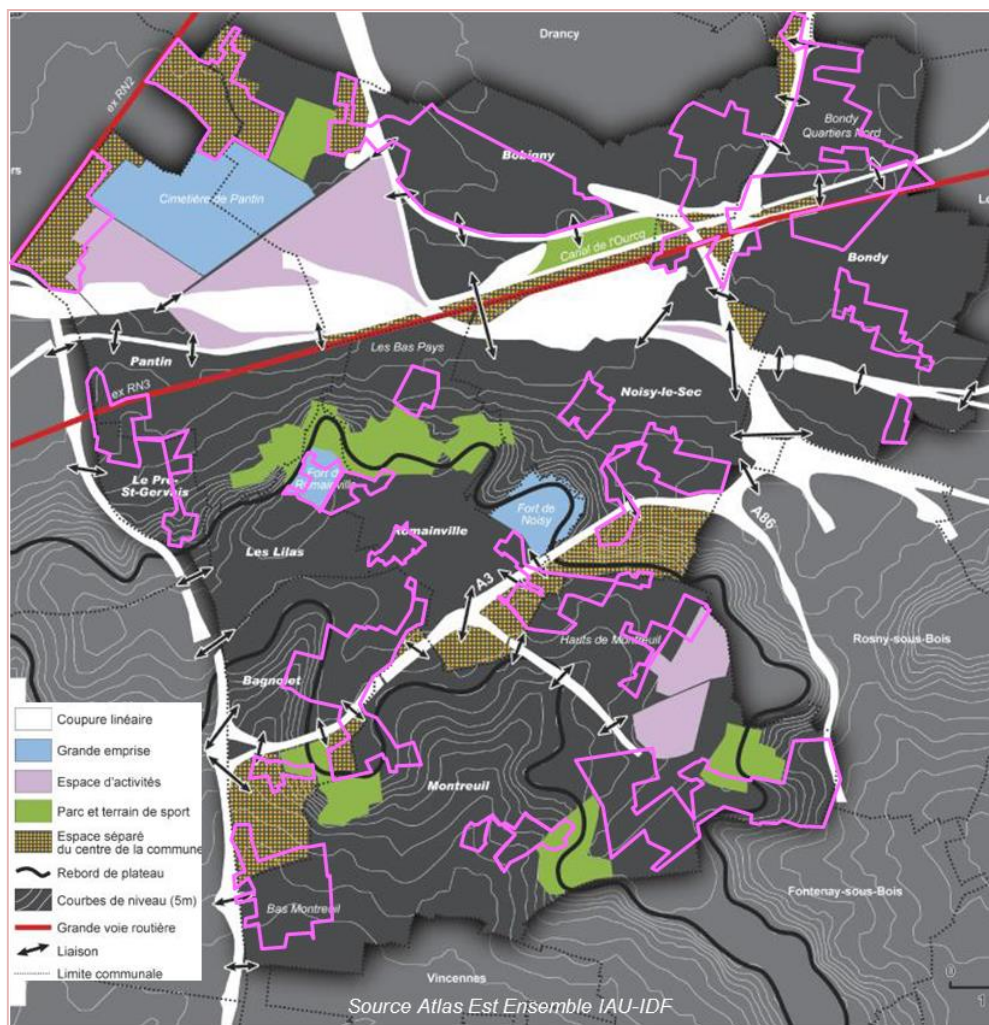 Drancy
ex RN2
Bondy
Quartiers Nord
Bobigny
Cimetière de Pantin
Canal de l'Ourcq
Bondy
Les Bas Pays
Pantin
ex RN3
Noisy-le-Sec
Le Pré-
St-Gervais
Fort de
Romainville
Fort de
Noisy
Les Lilas
Romainville
A86
A3
Hauts de Montreuil
Rosny-sous-Bois
Bagnolet
Coupure linéaire
Grande emprise
Espace d'activités
Parc et terrain de sport
Espace séparé
du centre de la commune
Rebord de plateau
Courbes de niveau (5m)
Grande voie routière
Liaison
Limite communale
Montreuil
Bas Montreuil
Fontenay-sous-Bois
Vincennes
0
1
Source Atlas Est Ensemble IAU-IDF